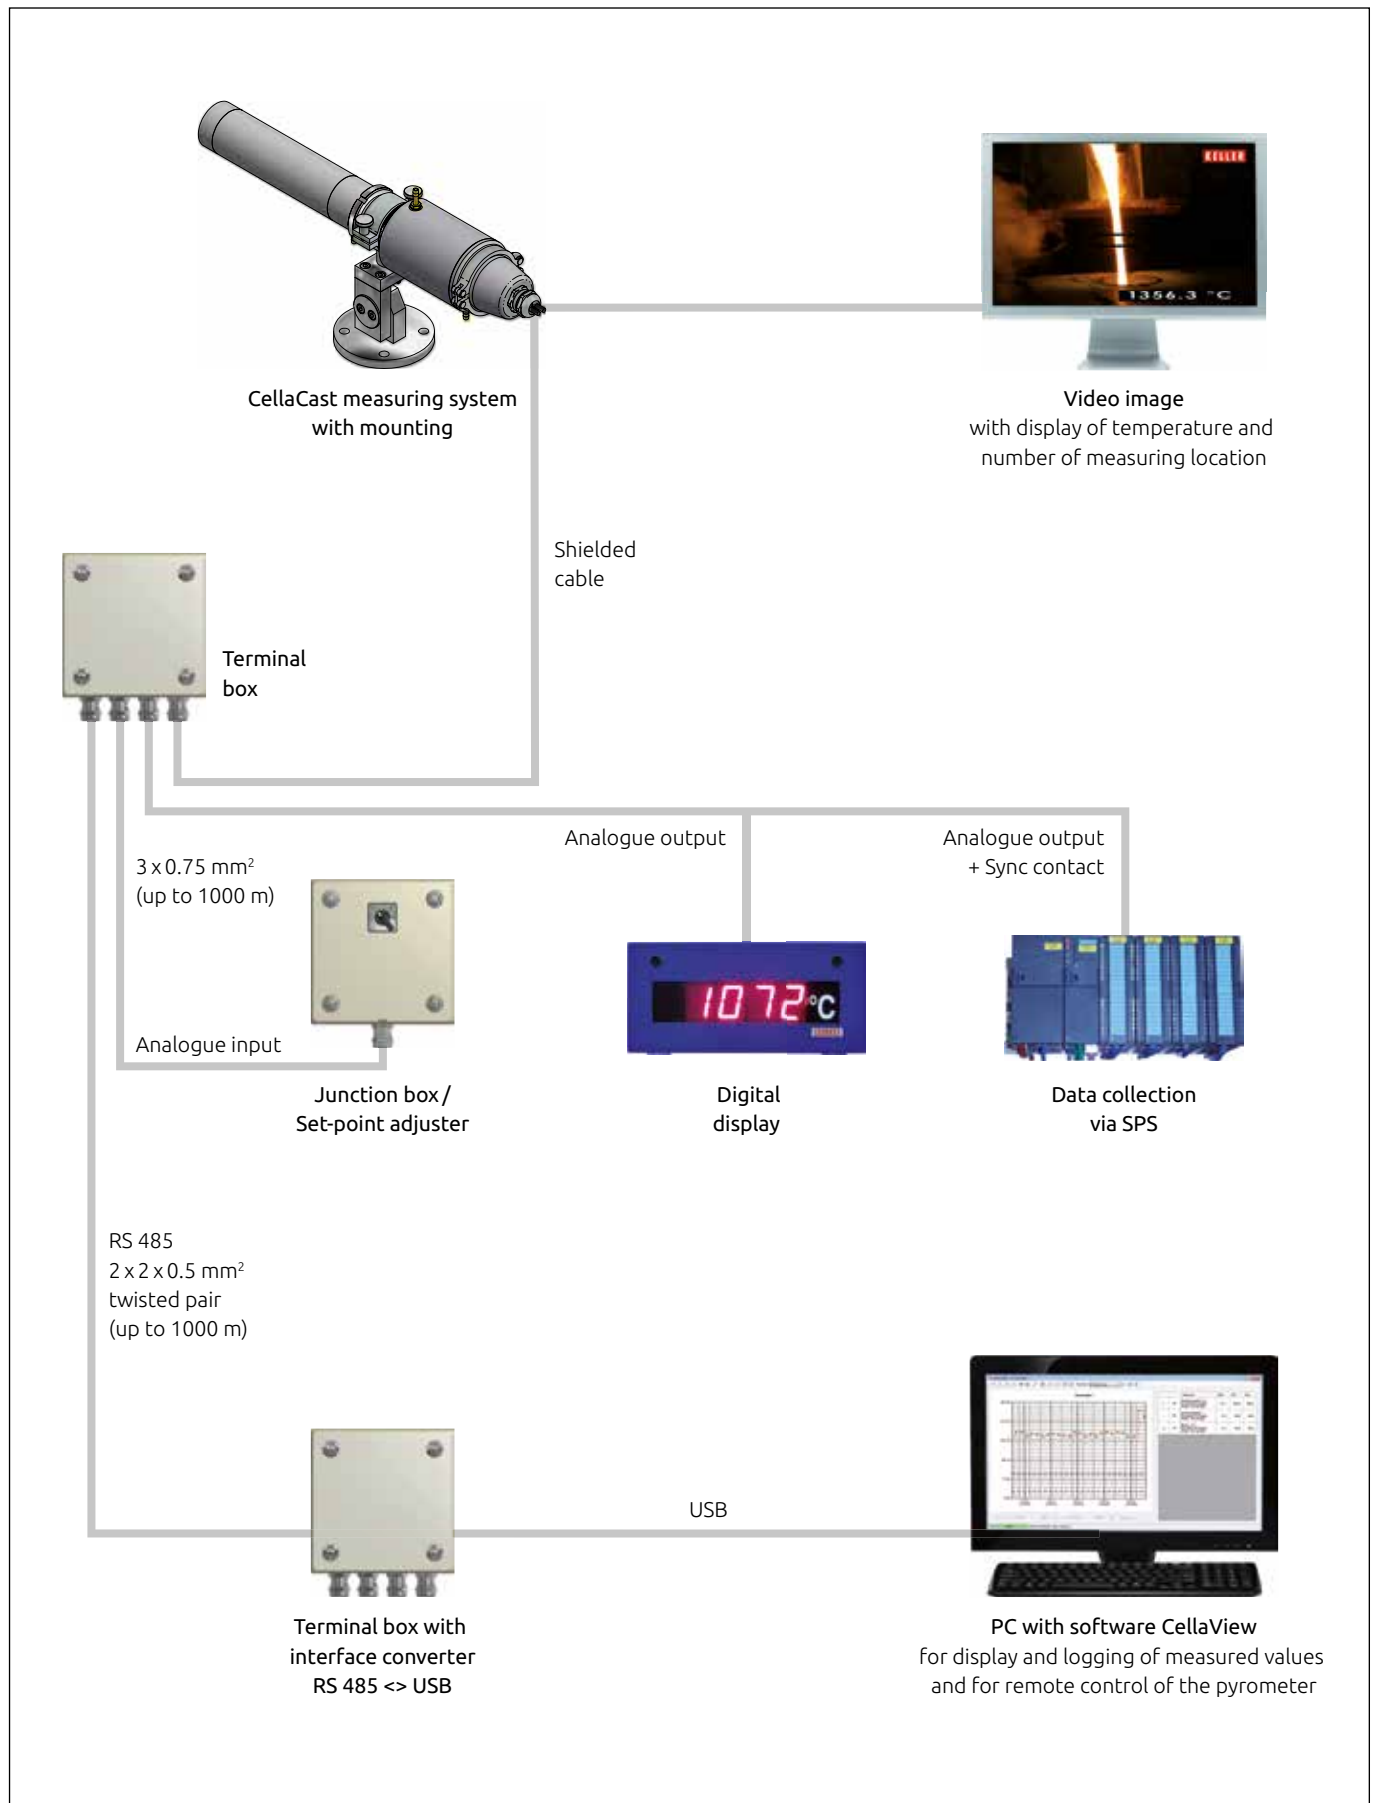 KELLER
1356.3 °C
CellaCast measuring system
with mounting
Video image
with display of temperature and
number of measuring location
Shielded
cable
Terminal
box
Analogue output
Analogue output
+ Sync contact
3 x 0.75 mm²
(up to 1000 m)
1072 °C
Analogue input
Junction box /
Set-point adjuster
Digital
display
Data collection
via SPS
RS 485
2 x 2 x 0.5 mm²
twisted pair
(up to 1000 m)
USB
Terminal box with
interface converter
RS 485 <> USB
PC with software CellaView
for display and logging of measured values
and for remote control of the pyrometer